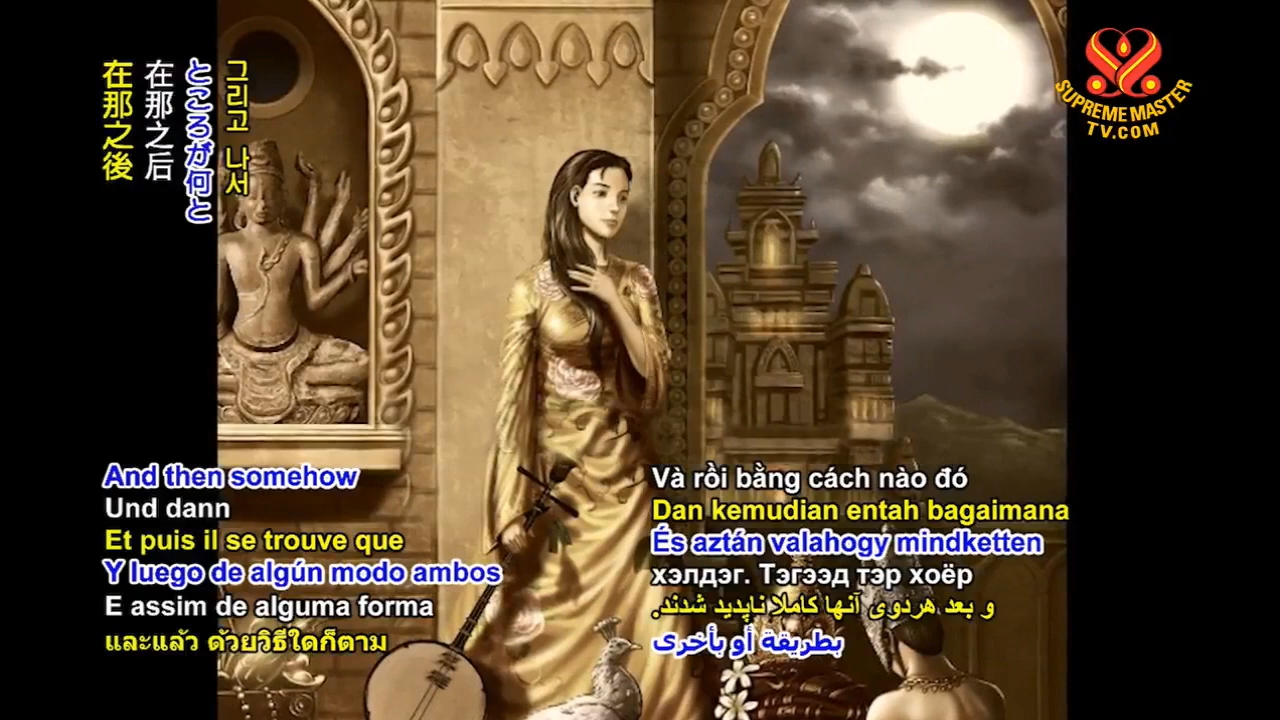 그리고 나서
ところが何と
在那之后
在那之後
SUPREME MASTER
TV.COM
And then somehow
Und dann
Et puis il se trouve que
Y luego de algún modo ambos
E assim de alguma forma
และแล้ว ด้วยวิธีใดก็ตาม
Và rồi bằng cách nào đó
Dan kemudian entah bagaimana
És aztán valahogy mindketten
хэлдэг. Тэгээд тэр хоёр
و بعد هردوی آنها کاملا ناپدید شدند.
بطريقة أو بأخرى